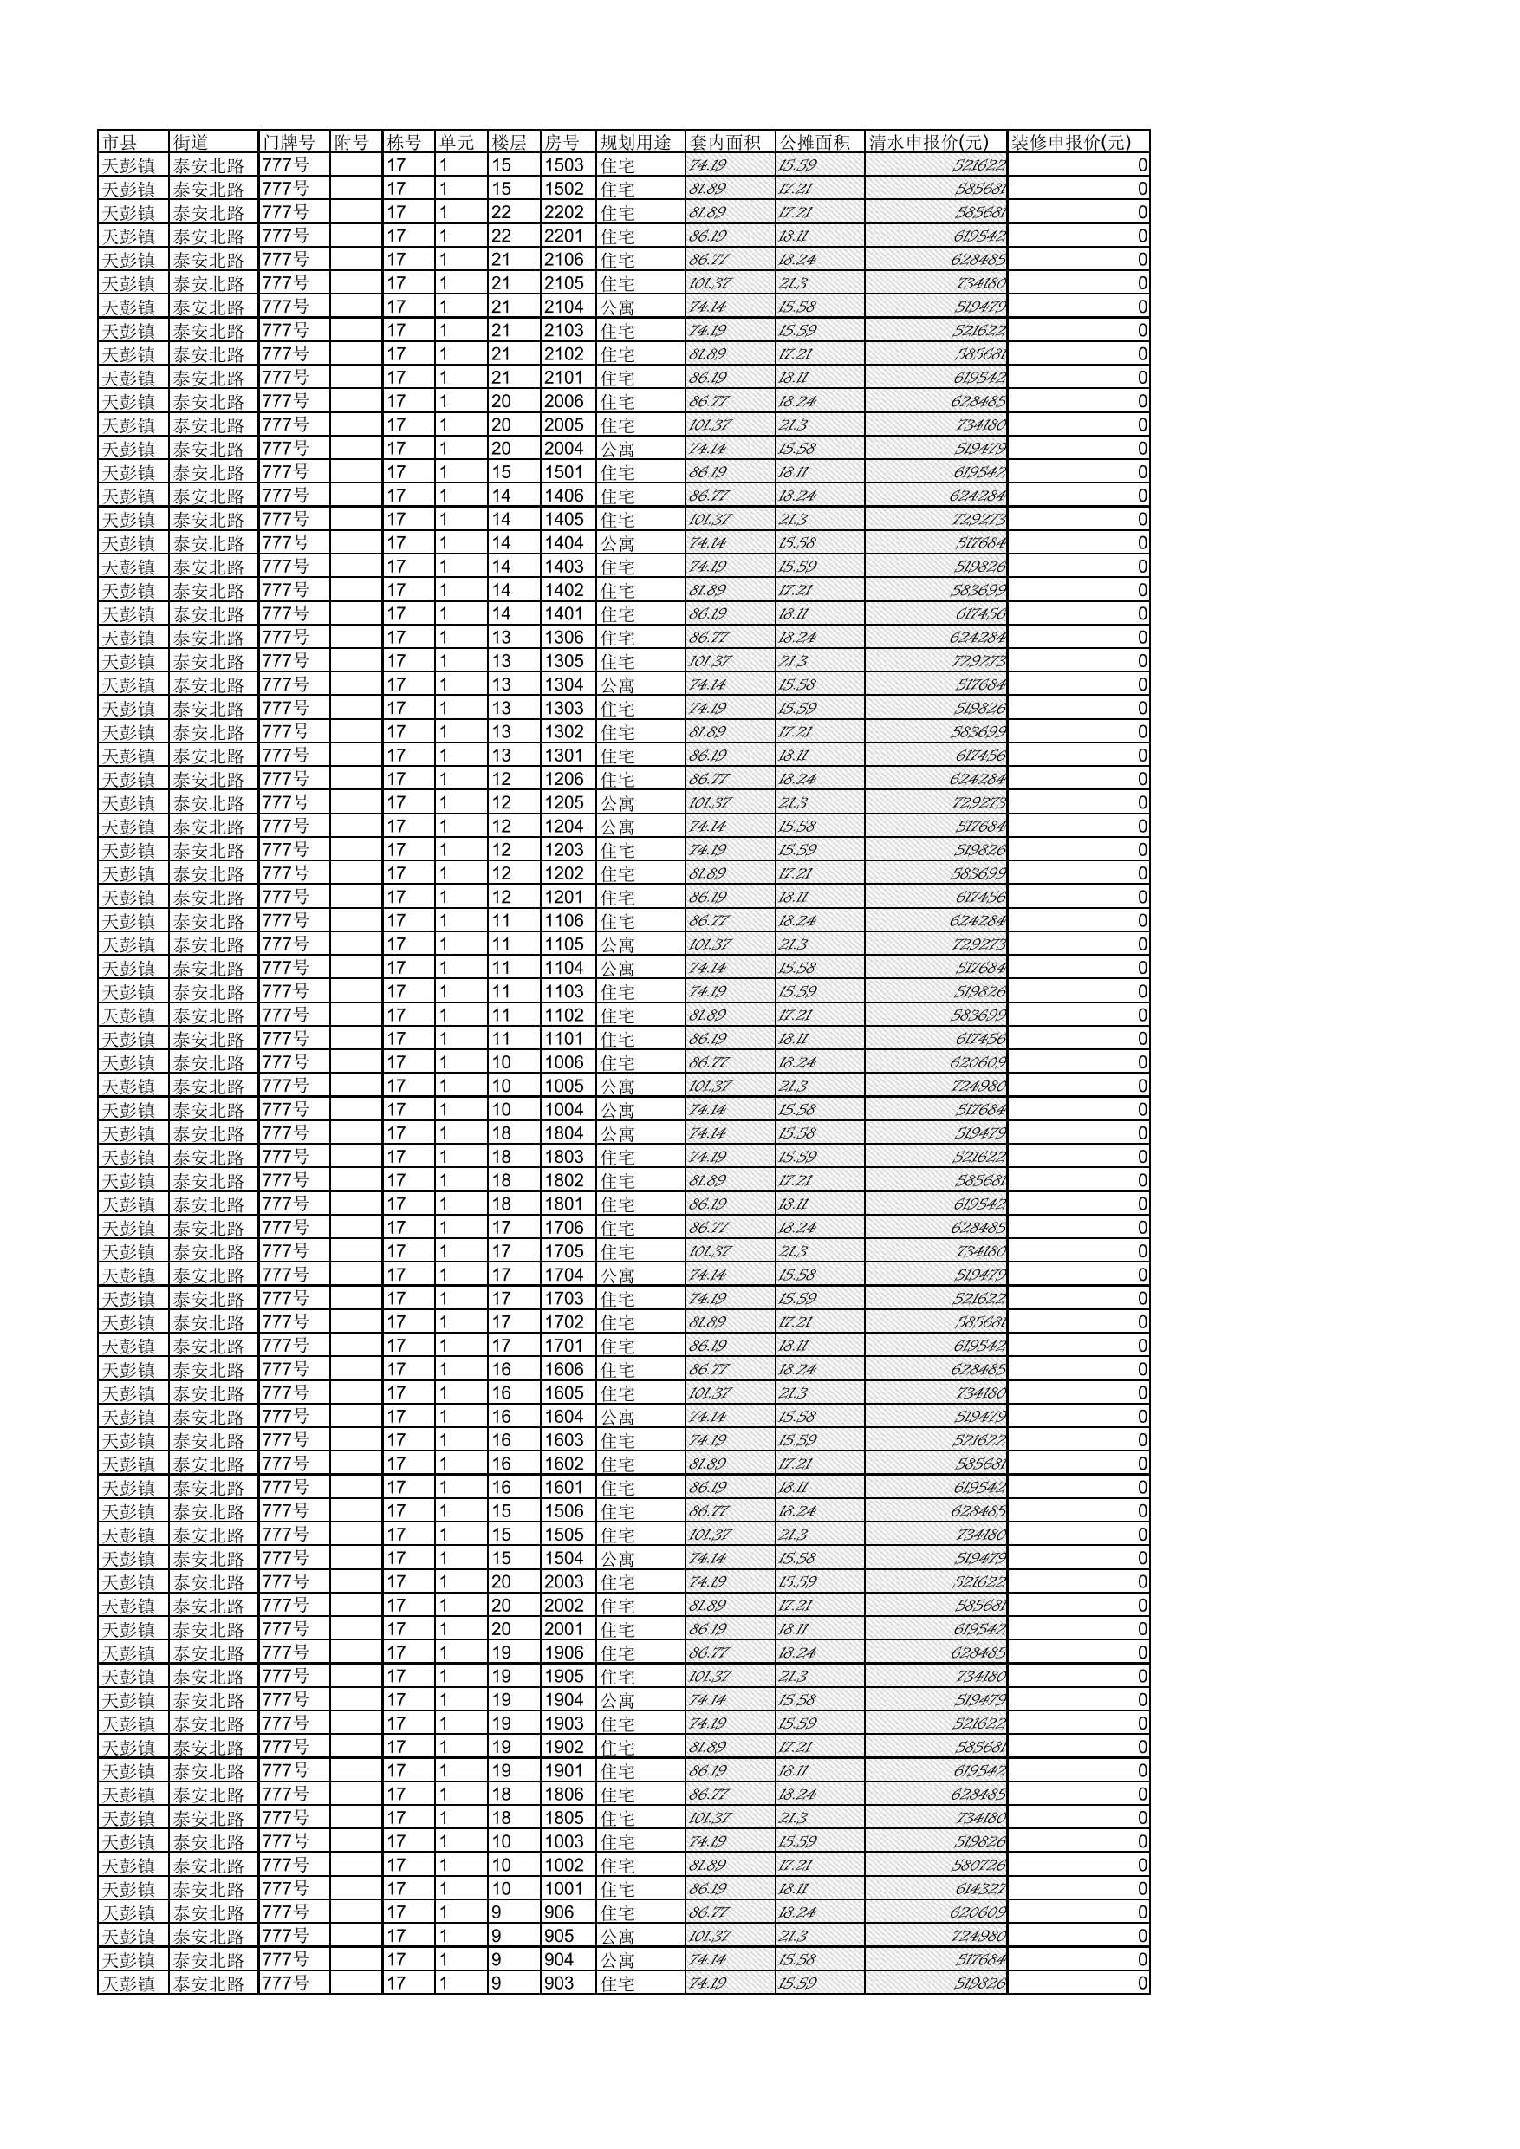 市县 街道 门牌号 附号 栋号 单元 楼层 房号 规划用途 套内面积 公摊面积 清水申报价(元) 装修申报价(元)
天彭镇 泰安北路 777号 17 1 15 1503 住宅 74.19 15.59 521622 0
天彭镇 泰安北路 777号 17 1 15 1502 住宅 81.89 17.21 585681 0
天彭镇 泰安北路 777号 17 1 22 2202 住宅 81.89 17.21 585681 0
天彭镇 泰安北路 777号 17 1 22 2201 住宅 86.19 18.11 619542 0
天彭镇 泰安北路 777号 17 1 21 2106 住宅 86.77 18.24 628485 0
天彭镇 泰安北路 777号 17 1 21 2105 住宅 101.37 21.3 734180 0
天彭镇 泰安北路 777号 17 1 21 2104 公寓 74.14 15.58 519479 0
天彭镇 泰安北路 777号 17 1 21 2103 住宅 74.19 15.59 521622 0
天彭镇 泰安北路 777号 17 1 21 2102 住宅 81.89 17.21 585681 0
天彭镇 泰安北路 777号 17 1 21 2101 住宅 86.19 18.11 619542 0
天彭镇 泰安北路 777号 17 1 20 2006 住宅 86.77 18.24 628485 0
天彭镇 泰安北路 777号 17 1 20 2005 住宅 101.37 21.3 734180 0
天彭镇 泰安北路 777号 17 1 20 2004 公寓 74.14 15.58 519479 0
天彭镇 泰安北路 777号 17 1 15 1501 住宅 86.19 18.11 619542 0
天彭镇 泰安北路 777号 17 1 14 1406 住宅 86.77 18.24 624284 0
天彭镇 泰安北路 777号 17 1 14 1405 住宅 101.37 21.3 729273 0
天彭镇 泰安北路 777号 17 1 14 1404 公寓 74.14 15.58 517684 0
天彭镇 泰安北路 777号 17 1 14 1403 住宅 74.19 15.59 519826 0
天彭镇 泰安北路 777号 17 1 14 1402 住宅 81.89 17.21 583699 0
天彭镇 泰安北路 777号 17 1 14 1401 住宅 86.19 18.11 617456 0
天彭镇 泰安北路 777号 17 1 13 1306 住宅 86.77 18.24 624284 0
天彭镇 泰安北路 777号 17 1 13 1305 住宅 101.37 21.3 729273 0
天彭镇 泰安北路 777号 17 1 13 1304 公寓 74.14 15.58 517684 0
天彭镇 泰安北路 777号 17 1 13 1303 住宅 74.19 15.59 519826 0
天彭镇 泰安北路 777号 17 1 13 1302 住宅 81.89 17.21 583699 0
天彭镇 泰安北路 777号 17 1 13 1301 住宅 86.19 18.11 617456 0
天彭镇 泰安北路 777号 17 1 12 1206 住宅 86.77 18.24 624284 0
天彭镇 泰安北路 777号 17 1 12 1205 公寓 101.37 21.3 729273 0
天彭镇 泰安北路 777号 17 1 12 1204 公寓 74.14 15.58 517684 0
天彭镇 泰安北路 777号 17 1 12 1203 住宅 74.19 15.59 519826 0
天彭镇 泰安北路 777号 17 1 12 1202 住宅 81.89 17.21 583699 0
天彭镇 泰安北路 777号 17 1 12 1201 住宅 86.19 18.11 617456 0
天彭镇 泰安北路 777号 17 1 11 1106 住宅 86.77 18.24 624284 0
天彭镇 泰安北路 777号 17 1 11 1105 公寓 101.37 21.3 729273 0
天彭镇 泰安北路 777号 17 1 11 1104 公寓 74.14 15.58 517684 0
天彭镇 泰安北路 777号 17 1 11 1103 住宅 74.19 15.59 519826 0
天彭镇 泰安北路 777号 17 1 11 1102 住宅 81.89 17.21 583699 0
天彭镇 泰安北路 777号 17 1 11 1101 住宅 86.19 18.11 617456 0
天彭镇 泰安北路 777号 17 1 10 1006 住宅 86.77 18.24 620609 0
天彭镇 泰安北路 777号 17 1 10 1005 公寓 101.37 21.3 724980 0
天彭镇 泰安北路 777号 17 1 10 1004 公寓 74.14 15.58 517684 0
天彭镇 泰安北路 777号 17 1 18 1804 公寓 74.14 15.58 519479 0
天彭镇 泰安北路 777号 17 1 18 1803 住宅 74.19 15.59 521622 0
天彭镇 泰安北路 777号 17 1 18 1802 住宅 81.89 17.21 585681 0
天彭镇 泰安北路 777号 17 1 18 1801 住宅 86.19 18.11 619542 0
天彭镇 泰安北路 777号 17 1 17 1706 住宅 86.77 18.24 628485 0
天彭镇 泰安北路 777号 17 1 17 1705 住宅 101.37 21.3 734180 0
天彭镇 泰安北路 777号 17 1 17 1704 公寓 74.14 15.58 519479 0
天彭镇 泰安北路 777号 17 1 17 1703 住宅 74.19 15.59 521622 0
天彭镇 泰安北路 777号 17 1 17 1702 住宅 81.89 17.21 585681 0
天彭镇 泰安北路 777号 17 1 17 1701 住宅 86.19 18.11 619542 0
天彭镇 泰安北路 777号 17 1 16 1606 住宅 86.77 18.24 628485 0
天彭镇 泰安北路 777号 17 1 16 1605 住宅 101.37 21.3 734180 0
天彭镇 泰安北路 777号 17 1 16 1604 公寓 74.14 15.58 519479 0
天彭镇 泰安北路 777号 17 1 16 1603 住宅 74.19 15.59 521622 0
天彭镇 泰安北路 777号 17 1 16 1602 住宅 81.89 17.21 585681 0
天彭镇 泰安北路 777号 17 1 16 1601 住宅 86.19 18.11 619542 0
天彭镇 泰安北路 777号 17 1 15 1506 住宅 86.77 18.24 628485 0
天彭镇 泰安北路 777号 17 1 15 1505 住宅 101.37 21.3 734180 0
天彭镇 泰安北路 777号 17 1 15 1504 公寓 74.14 15.58 519479 0
天彭镇 泰安北路 777号 17 1 20 2003 住宅 74.19 15.59 521622 0
天彭镇 泰安北路 777号 17 1 20 2002 住宅 81.89 17.21 585681 0
天彭镇 泰安北路 777号 17 1 20 2001 住宅 86.19 18.11 619542 0
天彭镇 泰安北路 777号 17 1 19 1906 住宅 86.77 18.24 628485 0
天彭镇 泰安北路 777号 17 1 19 1905 住宅 101.37 21.3 734180 0
天彭镇 泰安北路 777号 17 1 19 1904 公寓 74.14 15.58 519479 0
天彭镇 泰安北路 777号 17 1 19 1903 住宅 74.19 15.59 521622 0
天彭镇 泰安北路 777号 17 1 19 1902 住宅 81.89 17.21 585681 0
天彭镇 泰安北路 777号 17 1 19 1901 住宅 86.19 18.11 619542 0
天彭镇 泰安北路 777号 17 1 18 1806 住宅 86.77 18.24 628485 0
天彭镇 泰安北路 777号 17 1 18 1805 住宅 101.37 21.3 734180 0
天彭镇 泰安北路 777号 17 1 10 1003 住宅 74.19 15.59 519826 0
天彭镇 泰安北路 777号 17 1 10 1002 住宅 81.89 17.21 580726 0
天彭镇 泰安北路 777号 17 1 10 1001 住宅 86.19 18.11 614327 0
天彭镇 泰安北路 777号 17 1 9 906 住宅 86.77 18.24 620609 0
天彭镇 泰安北路 777号 17 1 9 905 公寓 101.37 21.3 724980 0
天彭镇 泰安北路 777号 17 1 9 904 公寓 74.14 15.58 517684 0
天彭镇 泰安北路 777号 17 1 9 903 住宅 74.19 15.59 519826 0